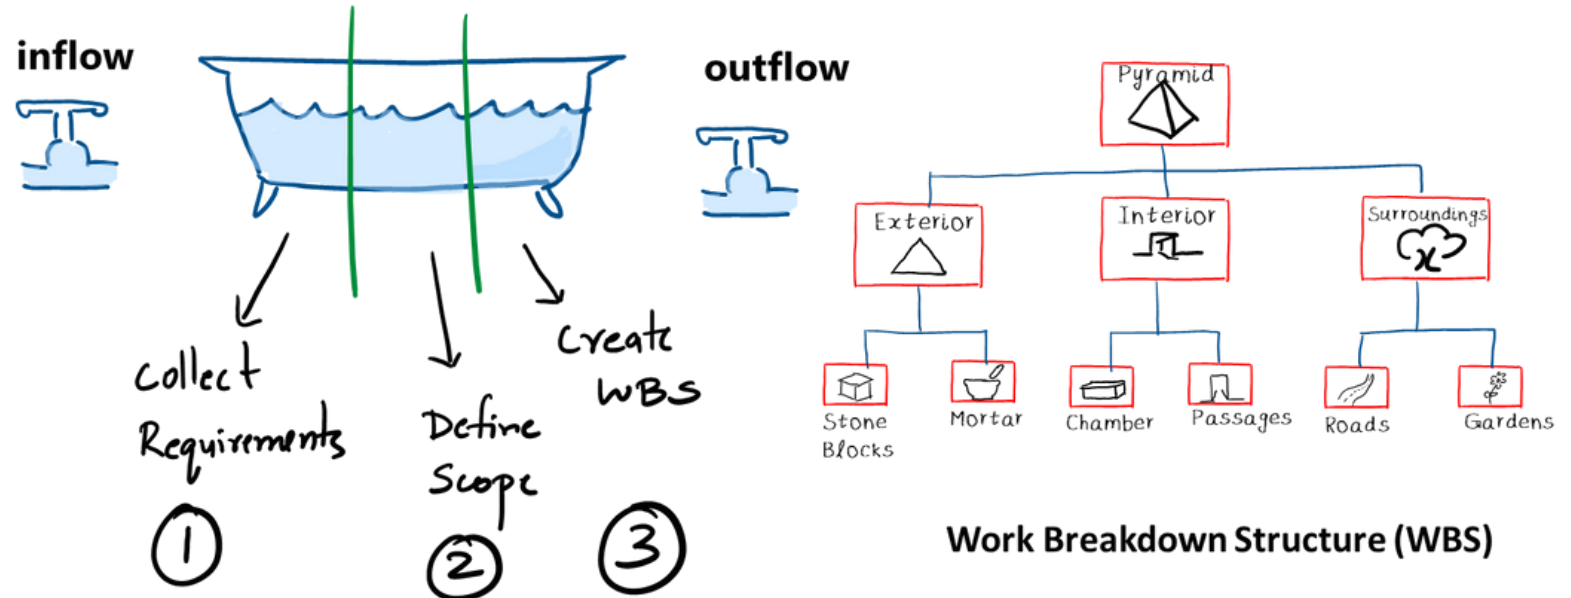 inflow
outflow
Collect
Requirements
1
Define
Scope
2
Create
WBS
3
Pyramid
Exterior
Interior
Surroundings
Stone
Blocks
Mortar
Chamber
Passages
Roads
Gardens
Work Breakdown Structure (WBS)